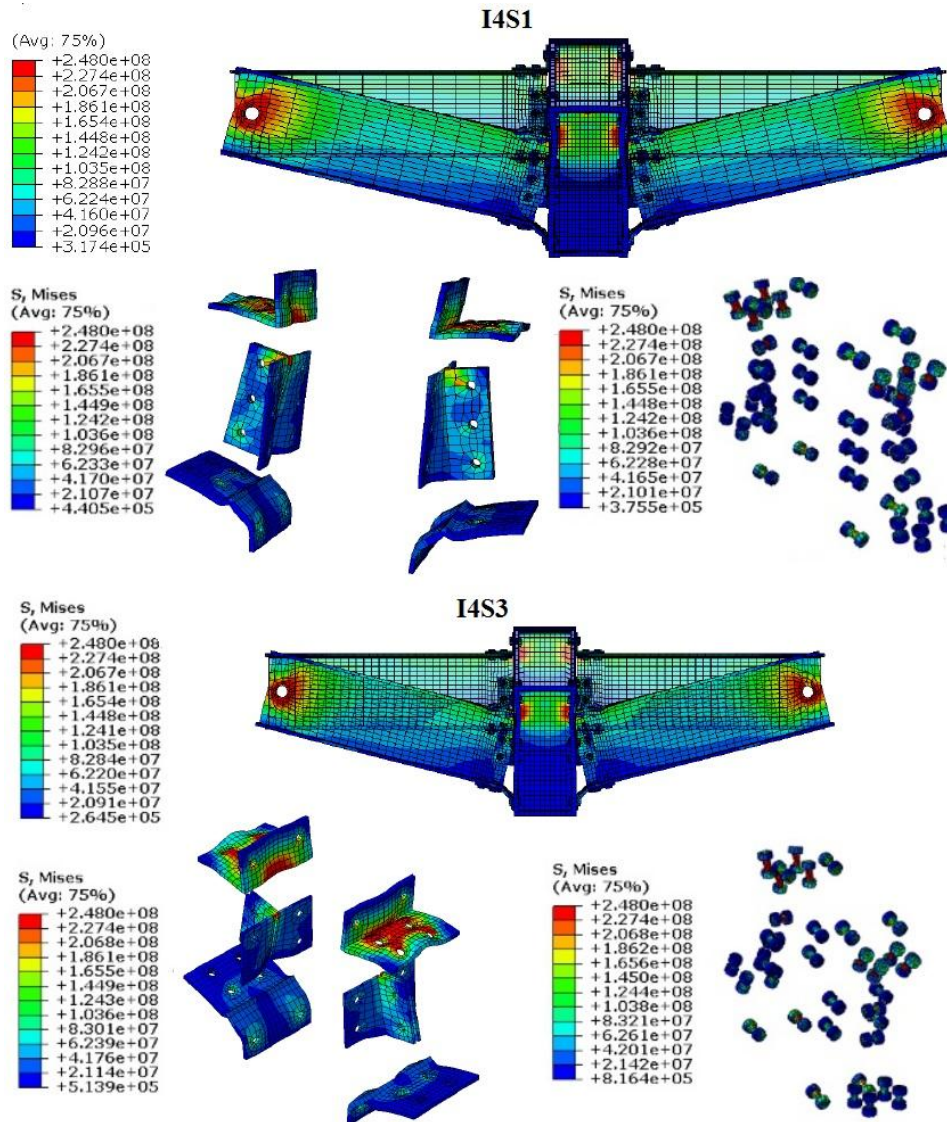 I4S1
(Avg: 75%)
+2.480e+08
+2.274e+08
+2.067e+08
+1.861e+08
+1.654e+08
+1.448e+08
+1.242e+08
+1.035e+08
+8.288e+07
+6.224e+07
+4.160e+07
+2.096e+07
+3.174e+05
S, Mises
(Avg: 75%)
+2.480e+08
+2.274e+08
+2.067e+08
+1.861e+08
+1.655e+08
+1.449e+08
+1.242e+08
+1.036e+08
+8.296e+07
+6.233e+07
+4.170e+07
+2.107e+07
+4.405e+05
S, Mises
(Avg: 75%)
+2.480e+08
+2.274e+08
+2.067e+08
+1.861e+08
+1.655e+08
+1.448e+08
+1.242e+08
+1.036e+08
+8.292e+07
+6.228e+07
+4.165e+07
+2.101e+07
+3.755e+05
I4S3
S, Mises
(Avg: 75%)
+2.480e+08
+2.274e+08
+2.067e+08
+1.861e+08
+1.654e+08
+1.448e+08
+1.241e+08
+1.035e+08
+8.284e+07
+6.220e+07
+4.155e+07
+2.091e+07
+2.645e+05
S, Mises
(Avg: 75%)
+2.480e+08
+2.274e+08
+2.068e+08
+1.861e+08
+1.655e+08
+1.449e+08
+1.243e+08
+1.036e+08
+8.301e+07
+6.239e+07
+4.176e+07
+2.114e+07
+5.139e+05
S, Mises
(Avg: 75%)
+2.480e+08
+2.274e+08
+2.068e+08
+1.862e+08
+1.656e+08
+1.450e+08
+1.244e+08
+1.038e+08
+8.321e+07
+6.261e+07
+4.201e+07
+2.142e+07
+8.164e+05